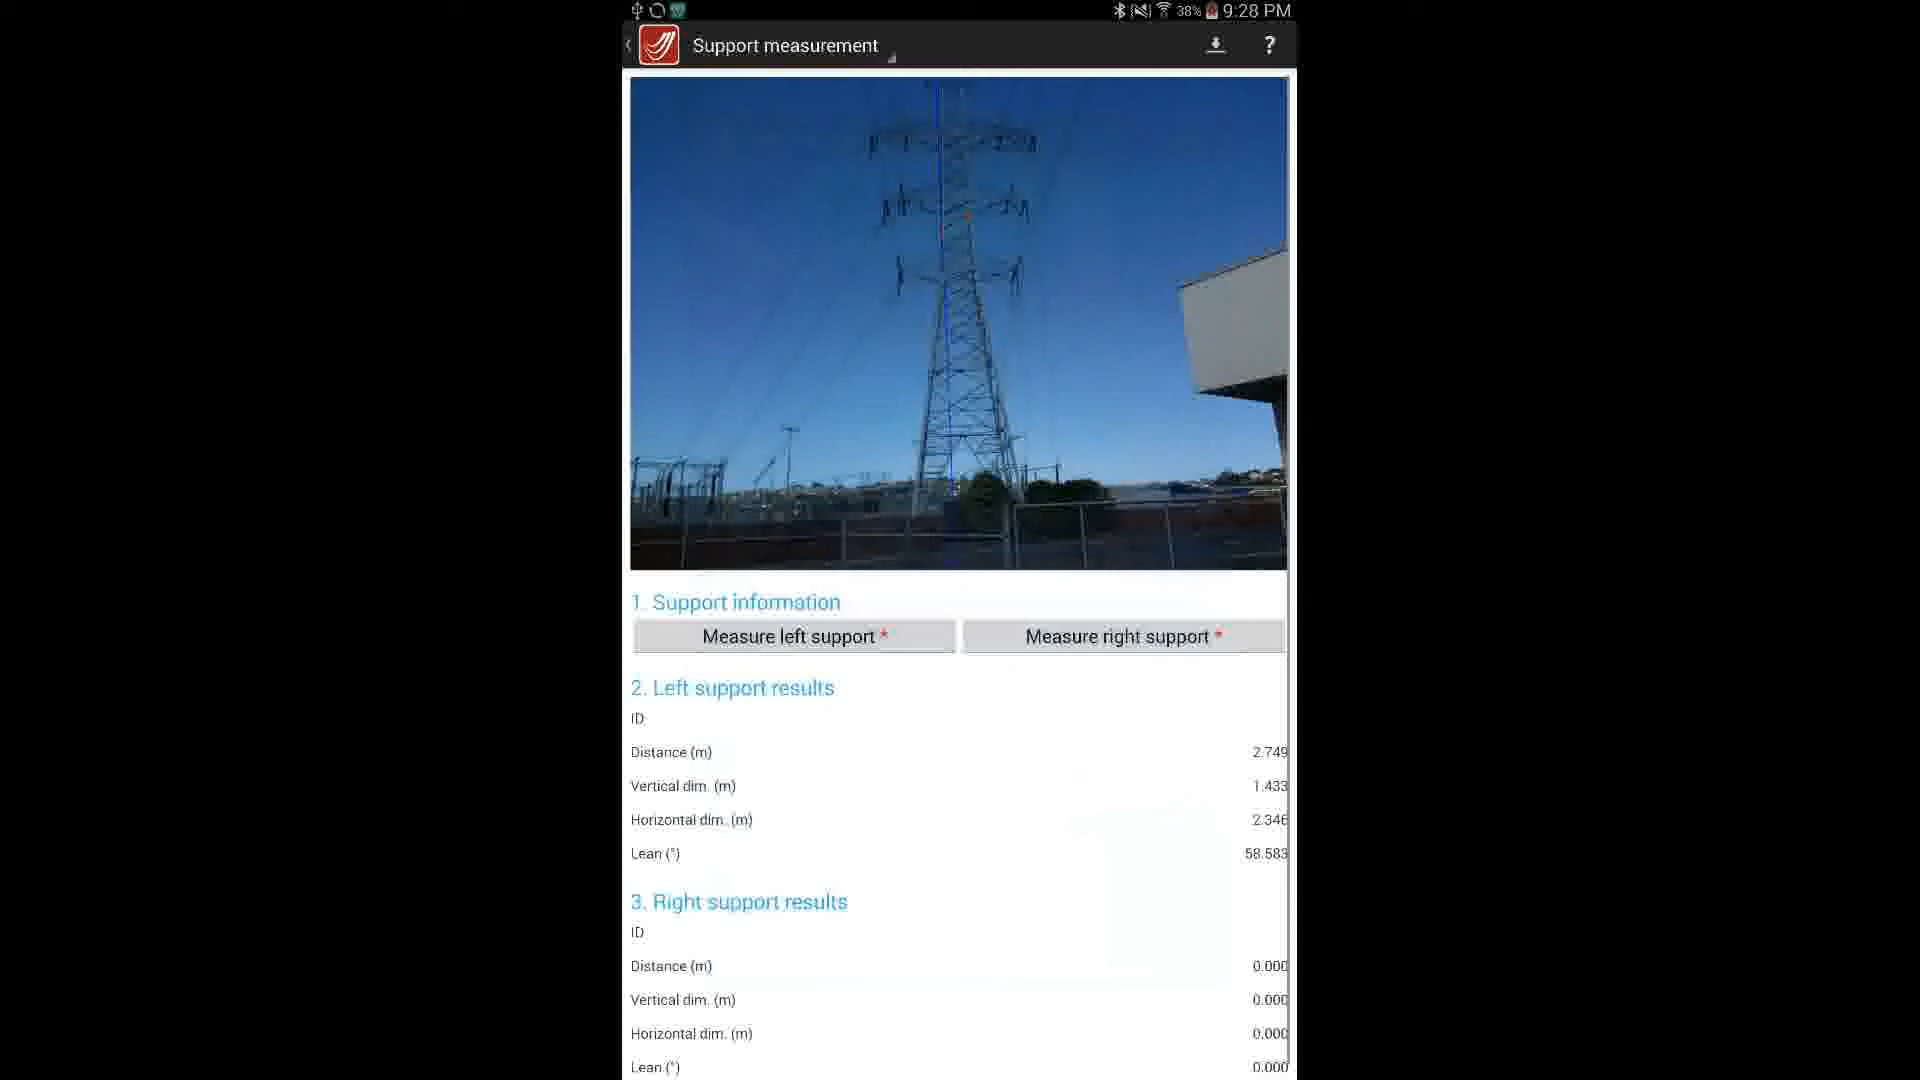 38% 9:28 PM
Support measurement ?
1. Support information
Measure left support * Measure right support *
2. Left support results
ID
Distance (m) 2.749
Vertical dim. (m) 1.433
Horizontal dim. (m) 2.346
Lean (°) 58.583
3. Right support results
ID
Distance (m) 0.000
Vertical dim. (m) 0.000
Horizontal dim. (m) 0.000
Lean (°) 0.000